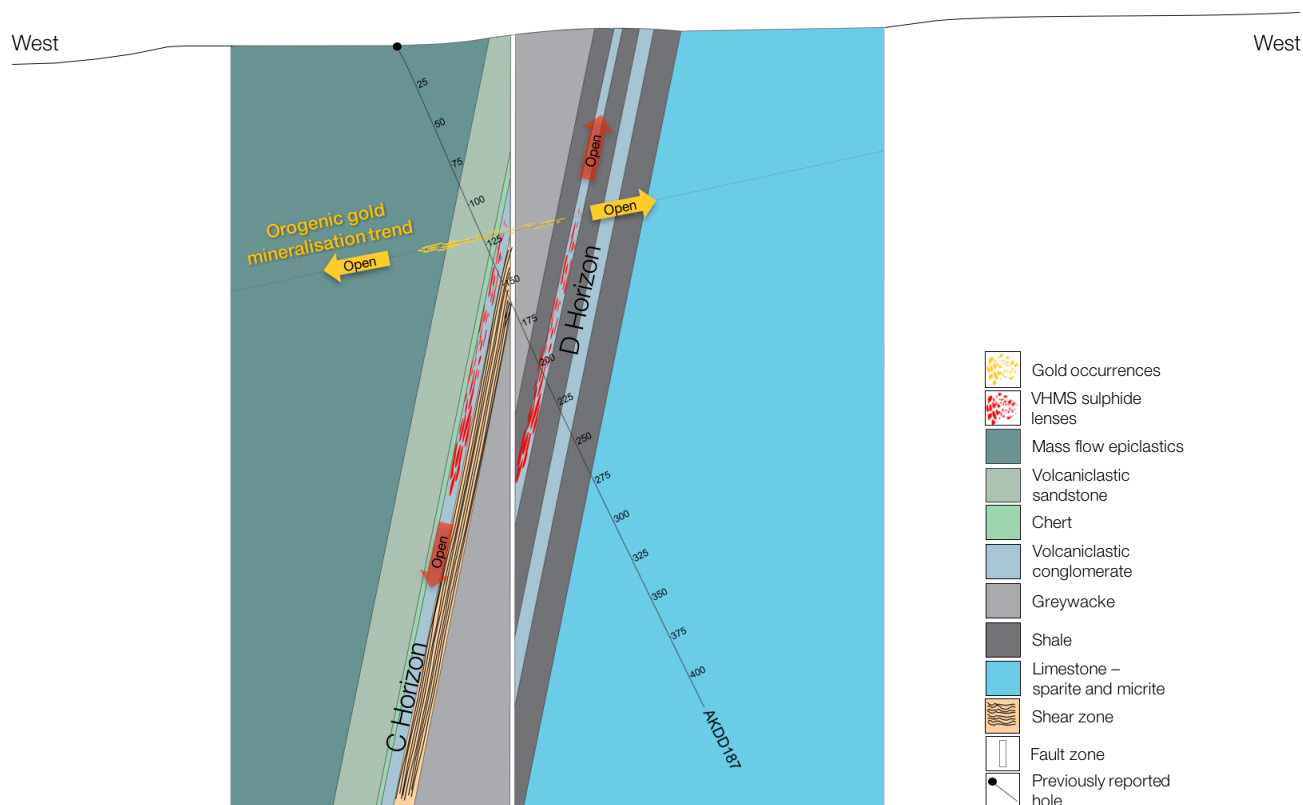 West
West
25
50
75
100
125
150
175
200
225
250
275
300
325
350
375
400
AKDD187
Orogenic gold
mineralisation trend
Open
Open
Open
Open
D Horizon
C Horizon
Gold occurrences
VHMS sulphide
lenses
Mass flow epiclastics
Volcaniclastic
sandstone
Chert
Volcaniclastic
conglomerate
Greywacke
Shale
Limestone –
sparite and micrite
Shear zone
Fault zone
Previously reported
hole